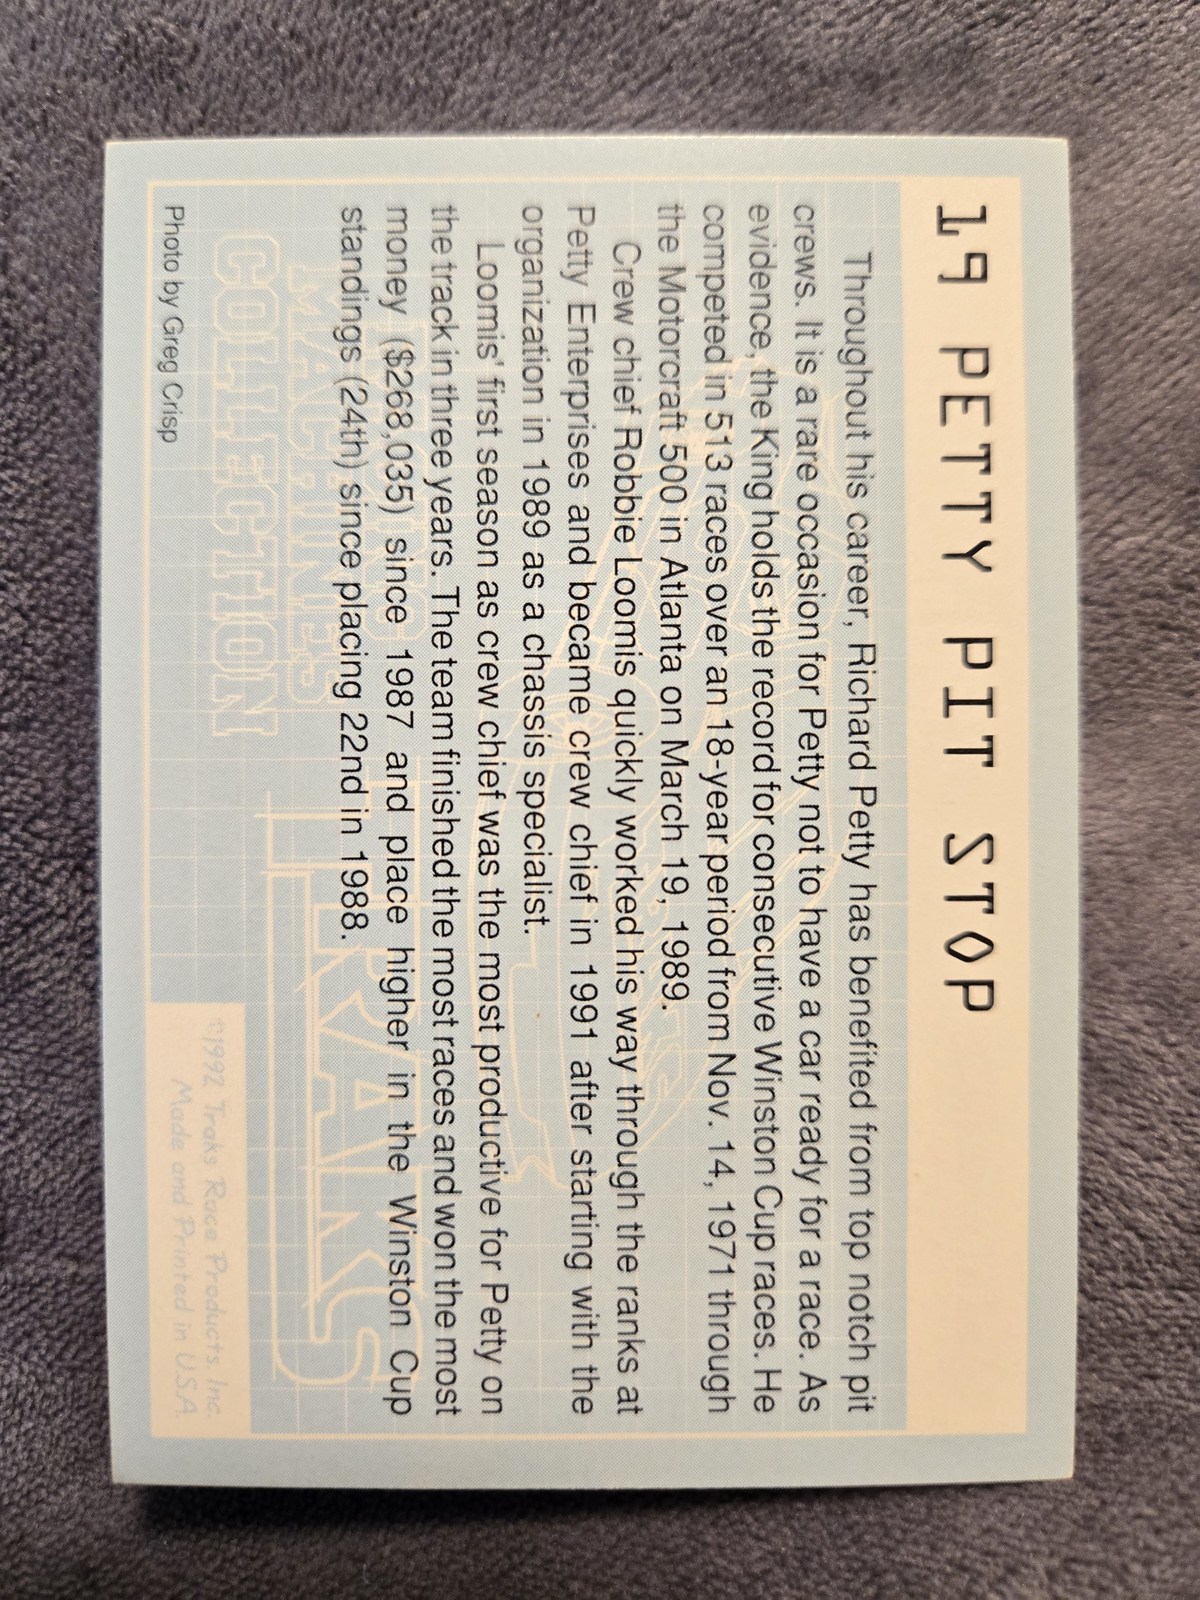 19 PETTY PIT STOP
Throughout his career, Richard Petty has benefited from top notch pit
crews. It is a rare occasion for Petty not to have a car ready for a race. As
evidence, the King holds the record for consecutive Winston Cup races. He
competed in 513 races over an 18-year period from Nov. 14, 1971 through
the Motorcraft 500 in Atlanta on March 19, 1989.
Crew chief Robbie Loomis quickly worked his way through the ranks at
Petty Enterprises and became crew chief in 1991 after starting with the
organization in 1989 as a chassis specialist.
Loomis' first season as crew chief was the most productive for Petty on
the track in three years. The team finished the most races and won the most
money ($268,035) since 1987 and place higher in the Winston Cup
standings (24th) since placing 22nd in 1988.
MACHINES
COLLECTION
TRAKS
Photo by Greg Crisp
©1992 Traks Race Products, Inc.
Made and Printed in U.S.A.